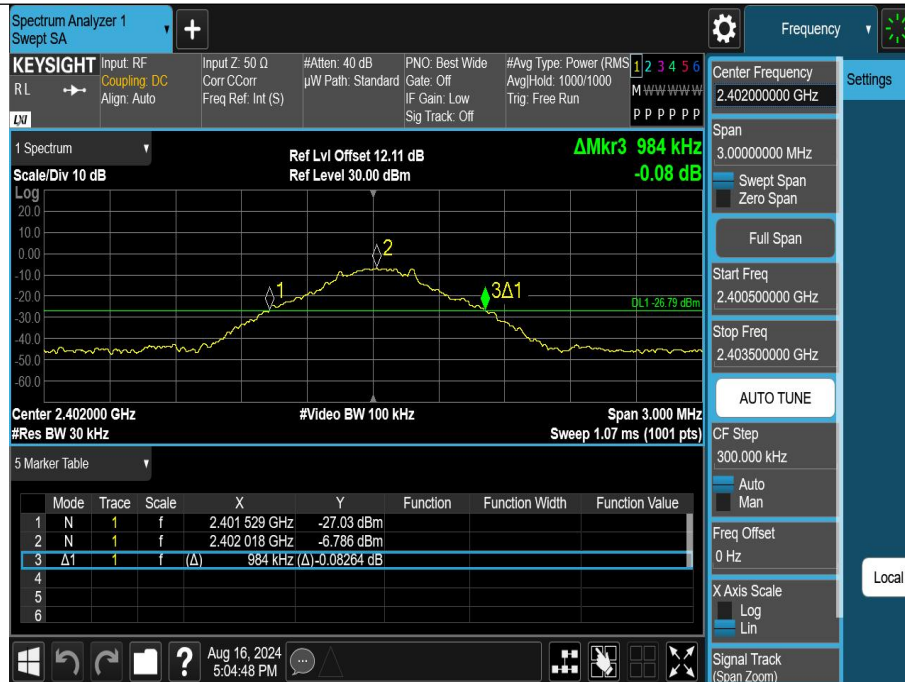 Spectrum Analyzer 1
Swept SA
Frequency
KEYSIGHT
RL
LXI
Input: RF
Coupling: DC
Align: Auto
Input Z: 50 Ω
Corr CCorr
Freq Ref: Int (S)
#Atten: 40 dB
µW Path: Standard
PNO: Best Wide
Gate: Off
IF Gain: Low
Sig Track: Off
#Avg Type: Power (RMS
Avg|Hold: 1000/1000
Trig: Free Run
1 2 3 4 5 6
M W W W W W
P P P P P P
1 Spectrum
Scale/Div 10 dB
Ref Lvl Offset 12.11 dB
Ref Level 30.00 dBm
ΔMkr3 984 kHz
-0.08 dB
Log
20.0
10.0
0.00
-10.0
-20.0
-30.0
-40.0
-50.0
-60.0
1
2
3Δ1
DL1 -26.79 dBm
Center 2.402000 GHz
#Video BW 100 kHz
Span 3.000 MHz
#Res BW 30 kHz
Sweep 1.07 ms (1001 pts)
5 Marker Table
Mode Trace Scale X Y Function Function Width Function Value
1 N 1 f 2.401 529 GHz -27.03 dBm
2 N 1 f 2.402 018 GHz -6.786 dBm
3 Δ1 1 f (Δ) 984 kHz (Δ) -0.08264 dB
4
5
6
?
Aug 16, 2024
5:04:48 PM
Center Frequency
2.402000000 GHz
Settings
Span
3.00000000 MHz
Swept Span
Zero Span
Full Span
Start Freq
2.400500000 GHz
Stop Freq
2.403500000 GHz
AUTO TUNE
CF Step
300.000 kHz
Auto
Man
Freq Offset
0 Hz
Local
X Axis Scale
Log
Lin
Signal Track
(Span Zoom)